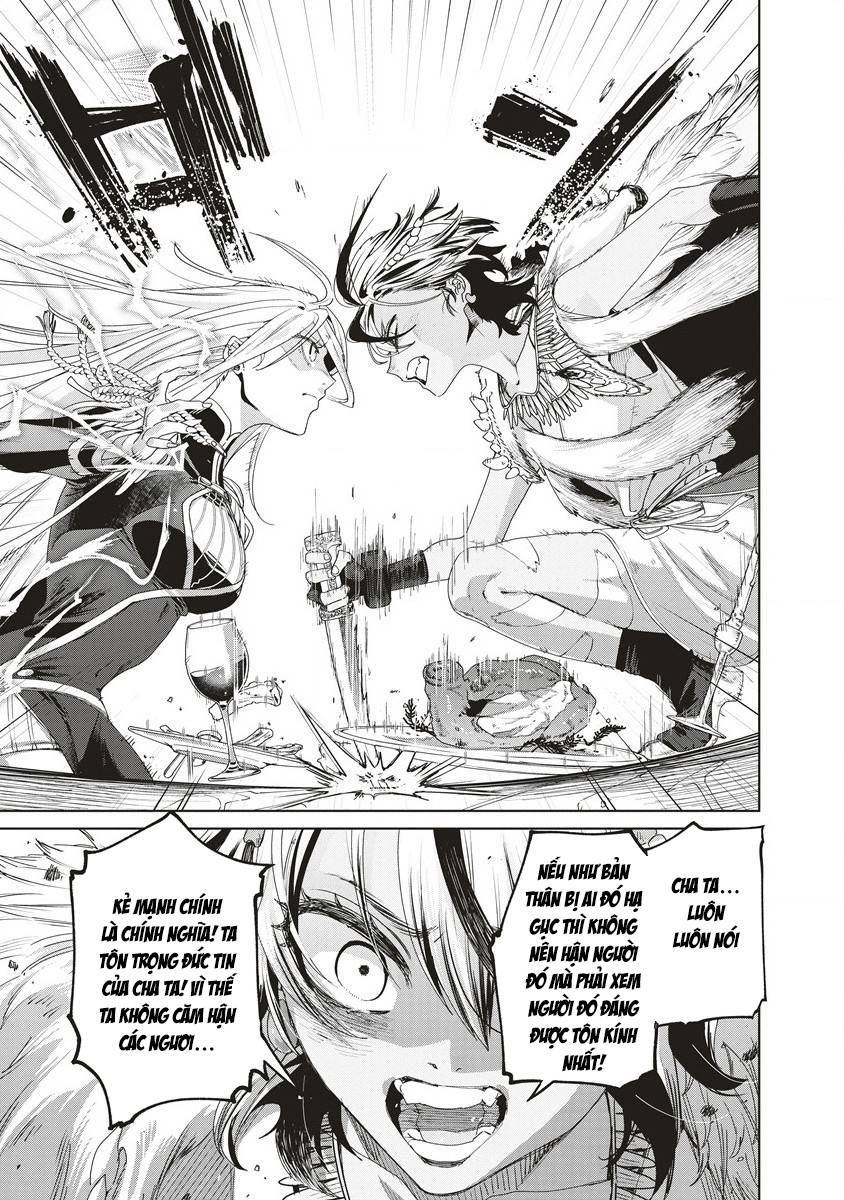 CHA TA...
LUÔN
LUÔN NÓI
NẾU NHƯ BẢN
THÂN BỊ AI ĐÓ HẠ
GỤC THÌ KHÔNG
NÊN HẬN NGƯỜI
ĐÓ MÀ PHẢI XEM
NGƯỜI ĐÓ ĐÁNG
ĐƯỢC TÔN KÍNH
NHẤT!
KẺ MẠNH CHÍNH
LÀ CHÍNH NGHĨA! TA
TÔN TRỌNG ĐỨC TIN
CỦA CHA TA! VÌ THẾ
TA KHÔNG CĂM HẬN
CÁC NGƯƠI...